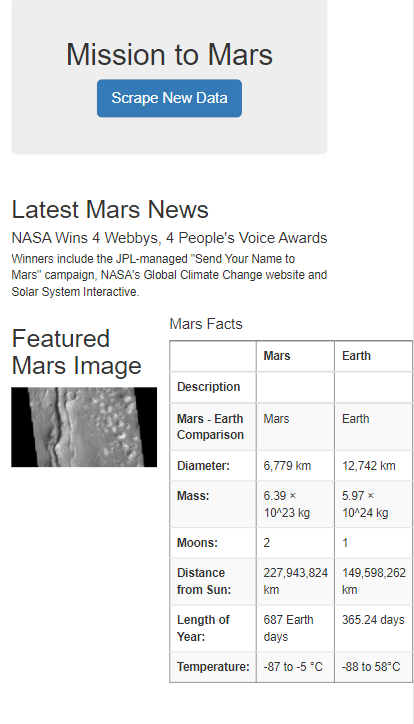 Mission to Mars
Scrape New Data
Latest Mars News
NASA Wins 4 Webbys, 4 People's Voice Awards
Winners include the JPL-managed "Send Your Name to
Mars" campaign, NASA's Global Climate Change website and
Solar System Interactive.
Featured
Mars Image
Mars Facts
Mars Earth
Description
Mars - Earth
Comparison
Mars Earth
Diameter: 6,779 km 12,742 km
Mass: 6.39 ×
10^23 kg
5.97 ×
10^24 kg
Moons: 2 1
Distance
from Sun:
227,943,824
km
149,598,262
km
Length of
Year:
687 Earth
days
365.24 days
Temperature: -87 to -5 °C -88 to 58°C